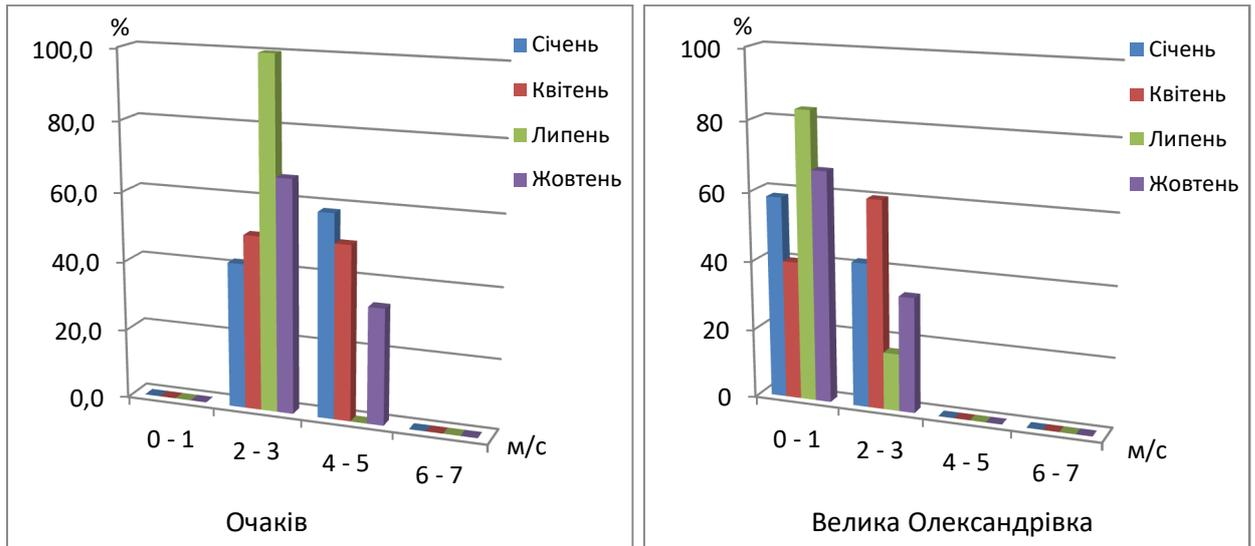 %
100,0
80,0
60,0
40,0
20,0
0,0
0 - 1
2 - 3
4 - 5
6 - 7
м/с
Січень
Квітень
Липень
Жовтень
Очаків
%
100
80
60
40
20
0
0 - 1
2 - 3
4 - 5
6 - 7
м/с
Січень
Квітень
Липень
Жовтень
Велика Олександрівка